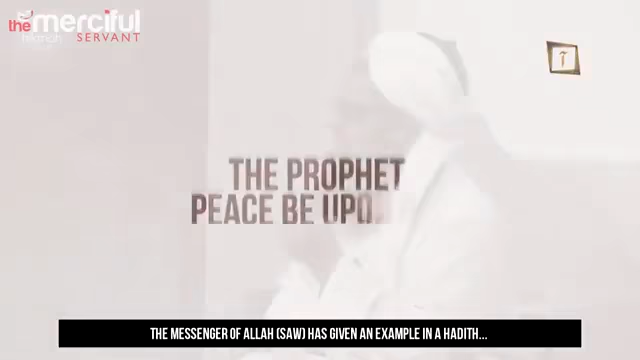 the merciful
SERVANT
THE PROPHET
PEACE BE UPO
THE MESSENGER OF ALLAH (SAW) HAS GIVEN AN EXAMPLE IN A HADITH...